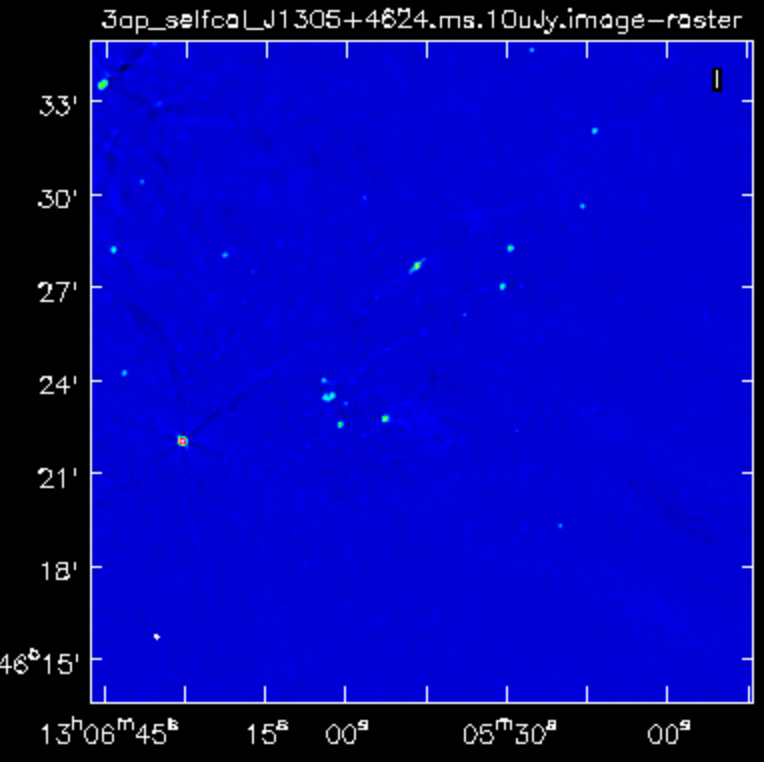 3ap_selfcal_J1305+4624.ms.10uJy.image-raster
I
33'
30'
27'
24'
21'
18'
46°15'
13ʰ06ᵐ45ˢ 15ˢ 00ˢ 05ᵐ30ˢ 00ˢ